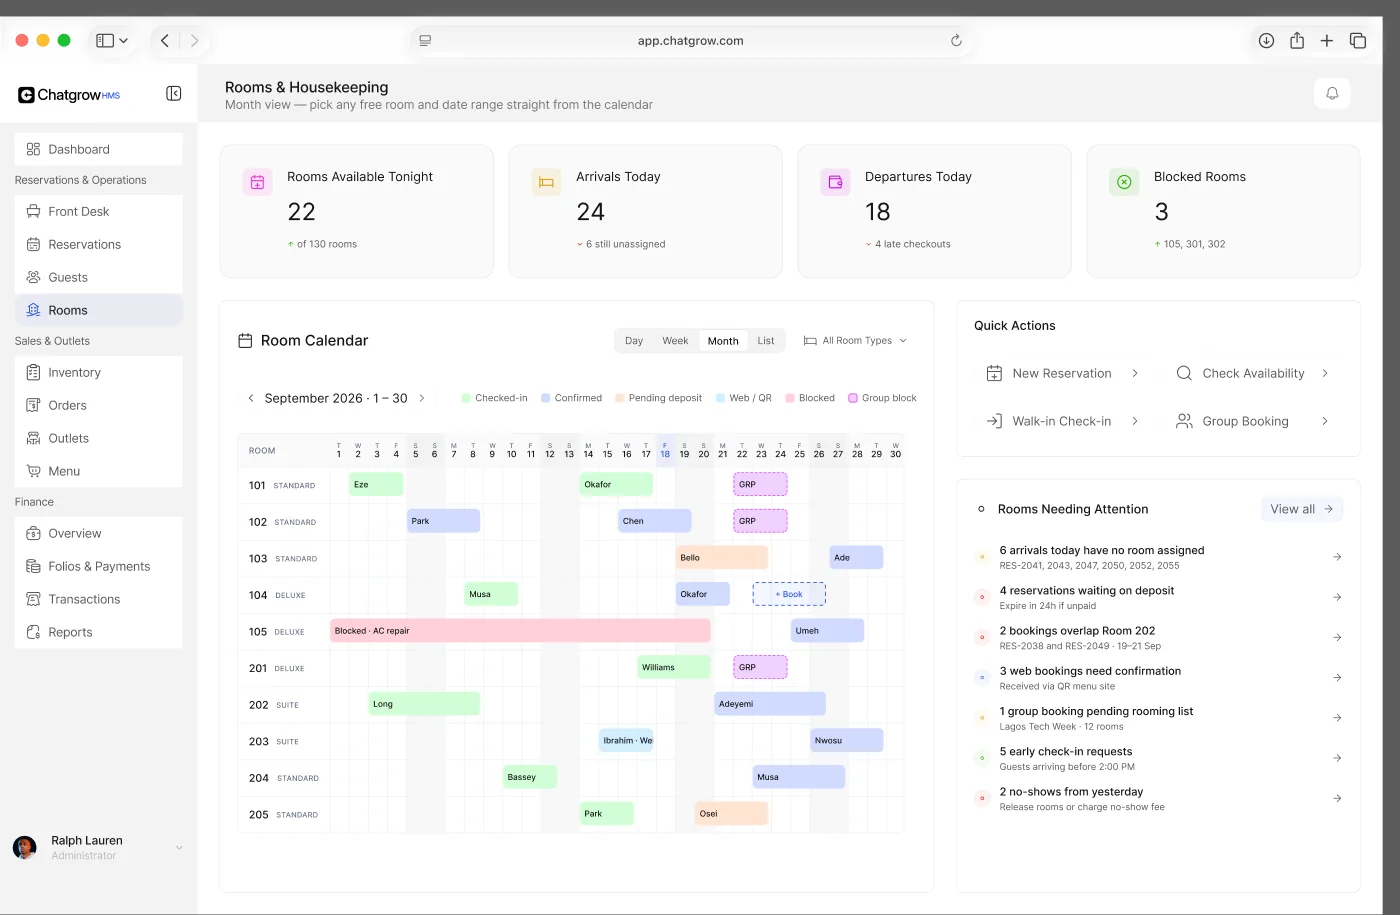 app.chatgrow.com
Chatgrow HMS
Rooms & Housekeeping
Month view — pick any free room and date range straight from the calendar
Dashboard
Reservations & Operations
Front Desk
Reservations
Guests
Rooms
Sales & Outlets
Inventory
Orders
Outlets
Menu
Finance
Overview
Folios & Payments
Transactions
Reports
Ralph Lauren
Administrator
Rooms Available Tonight
22
of 130 rooms
Arrivals Today
24
6 still unassigned
Departures Today
18
4 late checkouts
Blocked Rooms
3
105, 301, 302
Room Calendar
Day Week Month List
All Room Types
September 2026 · 1 – 30
Checked-in Confirmed Pending deposit Web / QR Blocked Group block
T W T F S S M T W T F S S M T W T F S S M T W T F S S M T W
ROOM 1 2 3 4 5 6 7 8 9 10 11 12 13 14 15 16 17 18 19 20 21 22 23 24 25 26 27 28 29 30
101 STANDARD Eze Okafor GRP
102 STANDARD Park Chen GRP
103 STANDARD Bello Ade
104 DELUXE Musa Okafor + Book
105 DELUXE Blocked · AC repair Umeh
201 DELUXE Williams GRP
202 SUITE Long Adeyemi
203 SUITE Ibrahim · We Nwosu
204 STANDARD Bassey Musa
205 STANDARD Park Osei
Quick Actions
New Reservation
Check Availability
Walk-in Check-in
Group Booking
Rooms Needing Attention
View all
6 arrivals today have no room assigned
RES-2041, 2043, 2047, 2050, 2052, 2055
4 reservations waiting on deposit
Expire in 24h if unpaid
2 bookings overlap Room 202
RES-2038 and RES-2049 · 19–21 Sep
3 web bookings need confirmation
Received via QR menu site
1 group booking pending rooming list
Lagos Tech Week · 12 rooms
5 early check-in requests
Guests arriving before 2:00 PM
2 no-shows from yesterday
Release rooms or charge no-show fee